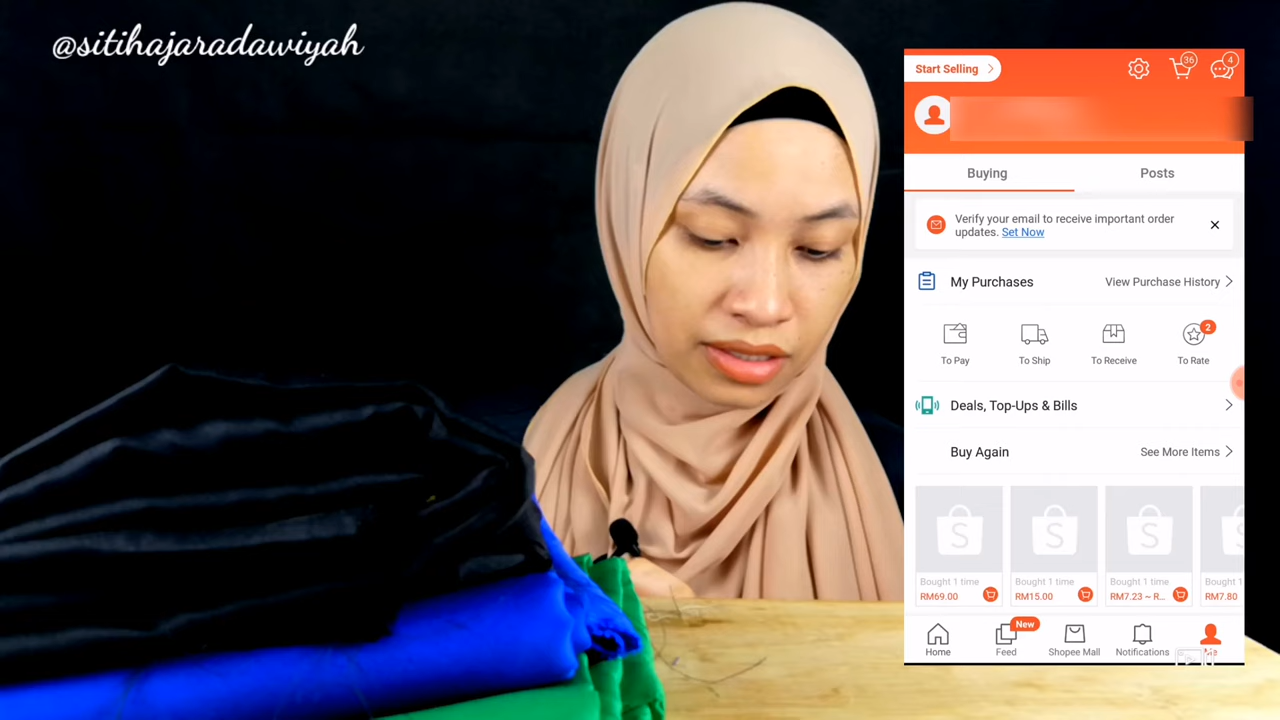 @sitihajaradawiyah
Start Selling
36
4
Buying
Posts
Verify your email to receive important order
updates. Set Now
My Purchases
View Purchase History
2
To Pay
To Ship
To Receive
To Rate
Deals, Top-Ups & Bills
Buy Again
See More Items
S
S
S
S
Bought 1 time
Bought 1 time
Bought 1 time
RM69.00
RM15.00
RM7.23 ~ R...
RM7.80
New
Home
Feed
Shopee Mall
Notifications